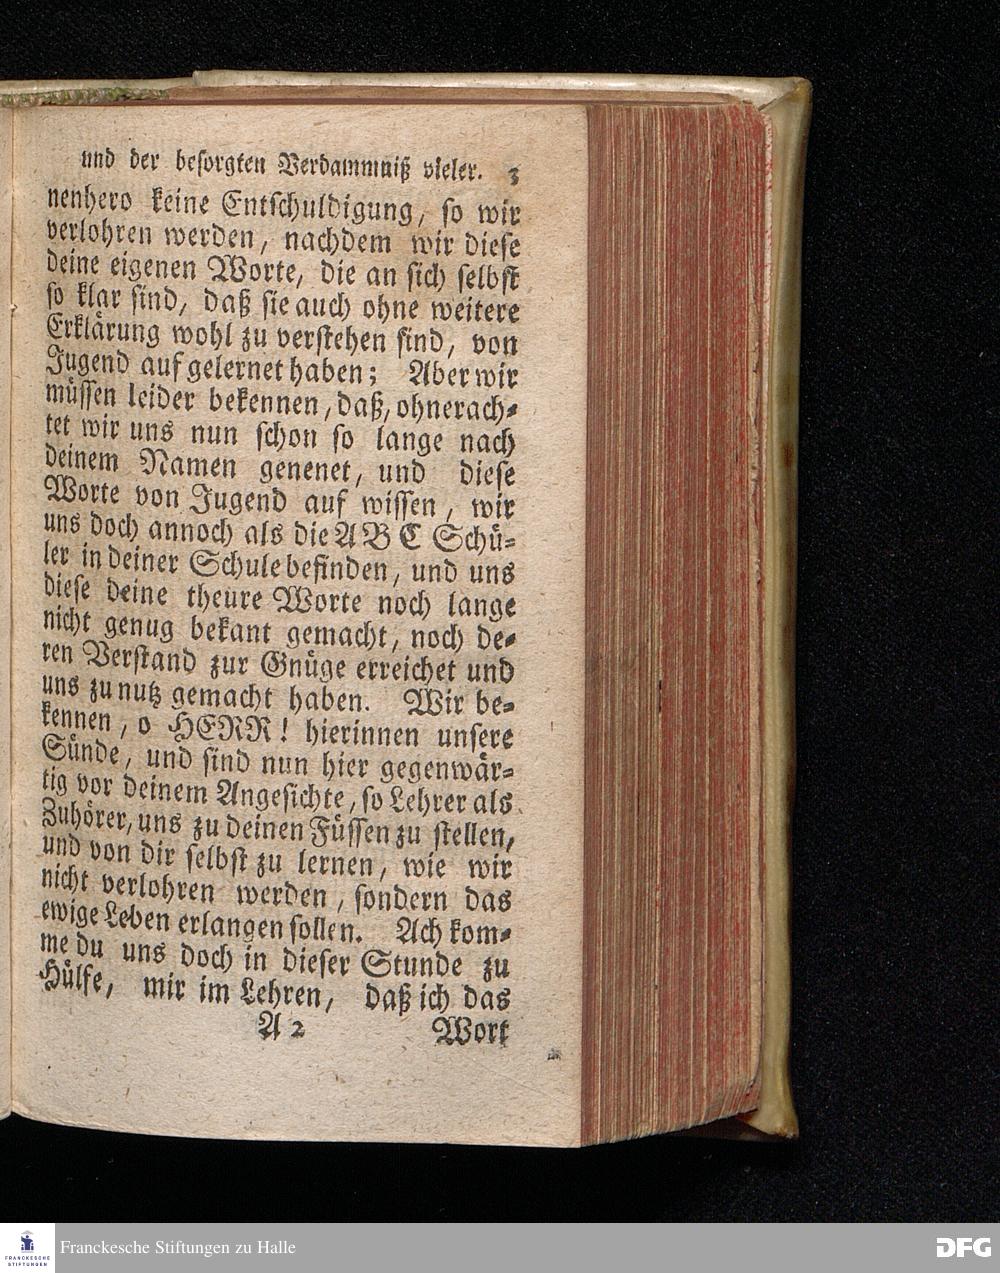 und der besorgten Verdammniß vieler. 3
nenhero keine Entschuldigung, so wir
verlohren werden, nachdem wir diese
deine eigenen Worte, die an sich selbst
so klar sind, daß sie auch ohne weitere
Erklärung wohl zu verstehen sind, von
Jugend auf gelernet haben; Aber wir
müssen leider bekennen, daß, ohnerach-
tet wir uns nun schon so lange nach
deinem Namen genenet, und diese
Worte von Jugend auf wissen, wir
uns doch annoch als die A B C Schü-
ler in deiner Schule befinden, und uns
diese deine theure Worte noch lange
nicht genug bekant gemacht, noch de-
ren Verstand zur Gnüge erreichet und
uns zu nutz gemacht haben. Wir be-
kennen, o HERR! hierinnen unsere
Sünde, und sind nun hier gegenwär-
tig vor deinem Angesichte, so Lehrer als
Zuhörer, uns zu deinen Füssen zu stellen,
und von dir selbst zu lernen, wie wir
nicht verlohren werden, sondern das
ewige Leben erlangen sollen. Ach kom-
me du uns doch in dieser Stunde zu
Hülfe, mir im Lehren, daß ich das
A 2 Wort
FRANCKESCHE
STIFTUNGEN
Franckesche Stiftungen zu Halle
DFG